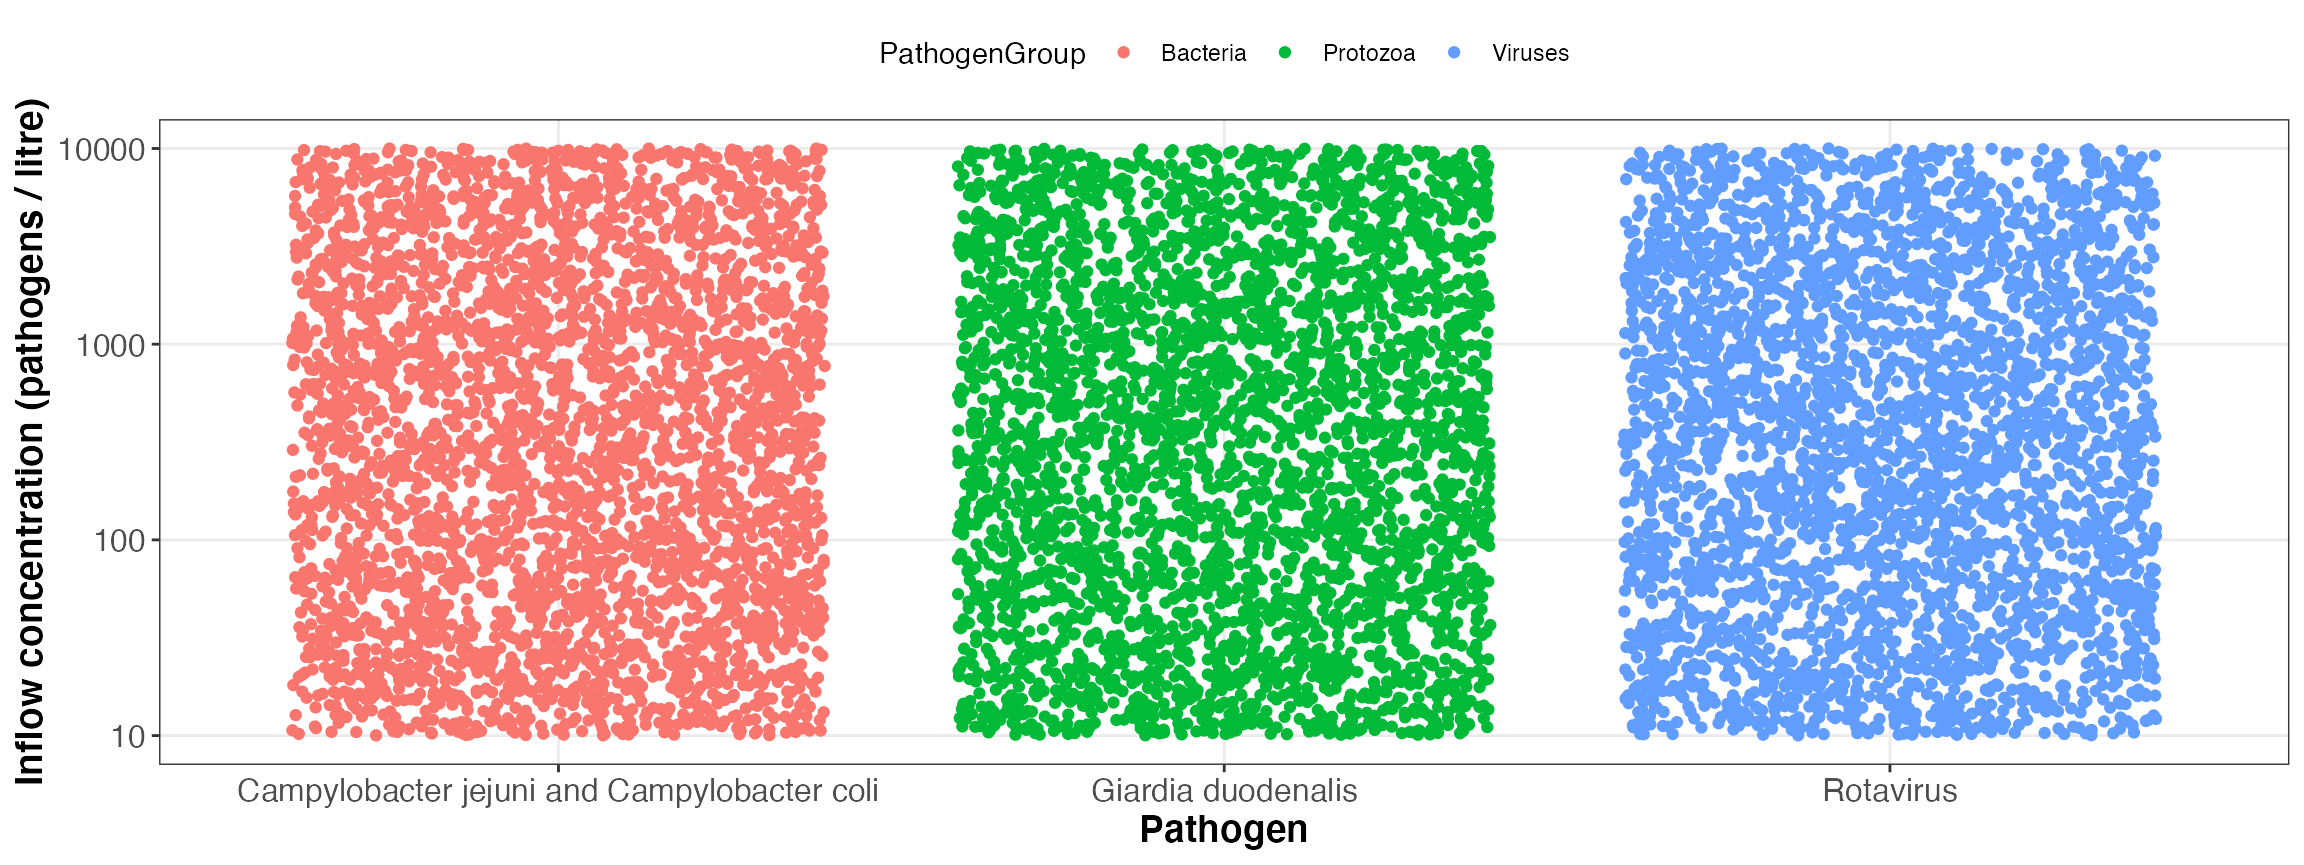 PathogenGroup Bacteria Protozoa Viruses
Inflow concentration (pathogens / litre)
10000
1000
100
10
Campylobacter jejuni and Campylobacter coli Giardia duodenalis Rotavirus
Pathogen